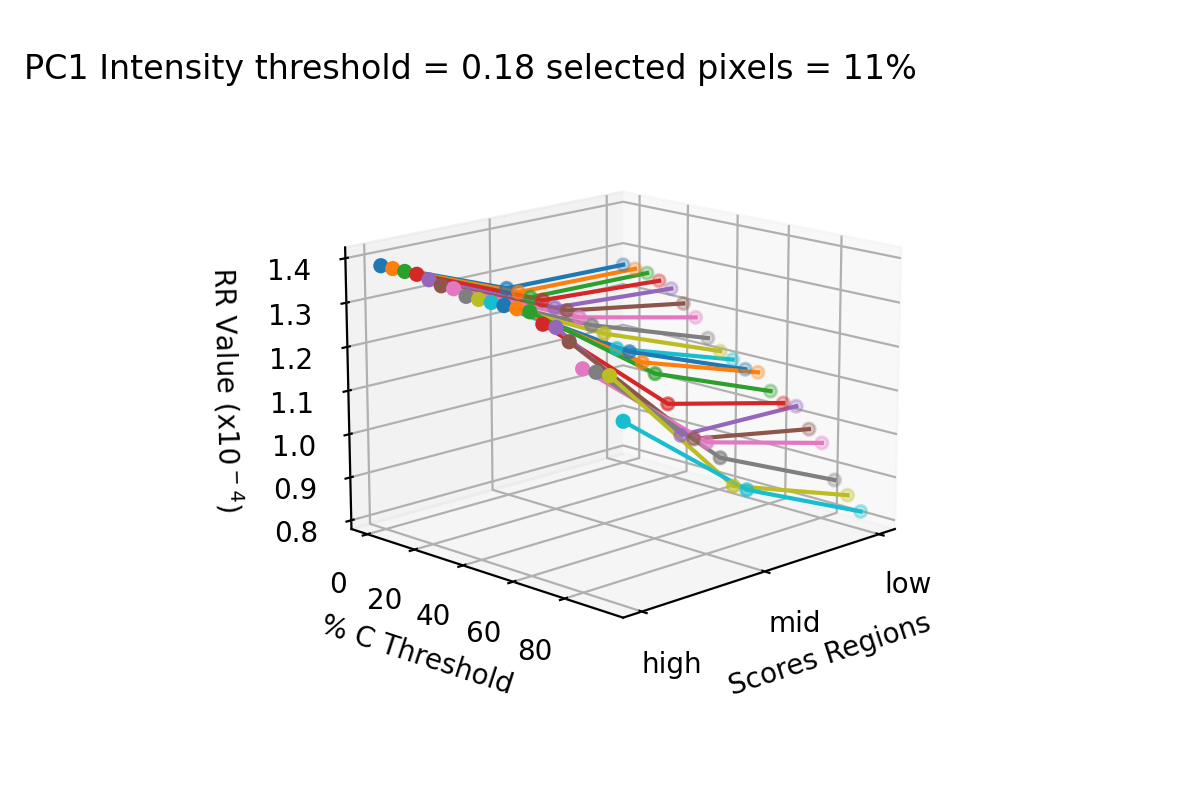 PC1 Intensity threshold = 0.18 selected pixels = 11%
RR Value (x10⁻⁴)
1.4
1.3
1.2
1.1
1.0
0.9
0.8
0
20
40
60
80
% C Threshold
high
mid
low
Scores Regions